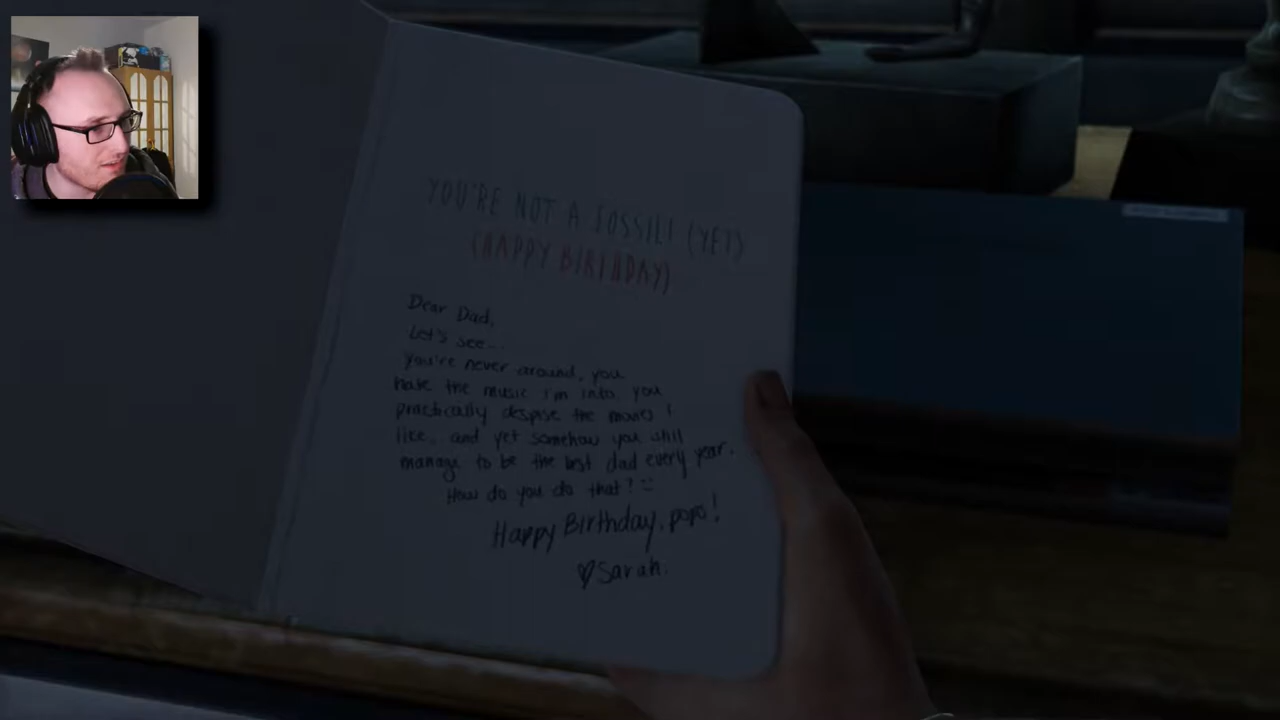 YOU'RE NOT A FOSSIL! (YET)
(HAPPY BIRTHDAY)
Dear Dad,
Let's see...
you're never around, you
hate the music i'm into, you
practically despise the movies i
like, and yet somehow you still
manage to be the best dad every year.
How do you do that? :)
Happy Birthday, pops!
♡Sarah.